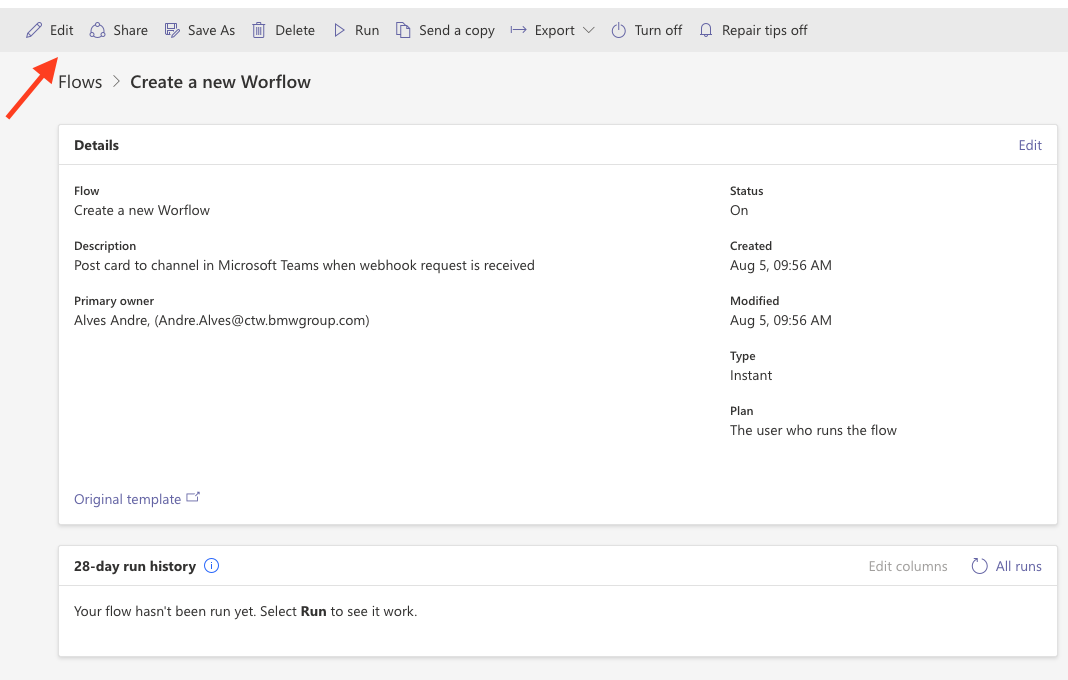 Edit Share Save As Delete Run Send a copy Export Turn off Repair tips off
Flows > Create a new Worflow
Details Edit
Flow
Create a new Worflow
Status
On
Description
Post card to channel in Microsoft Teams when webhook request is received
Created
Aug 5, 09:56 AM
Primary owner
Alves Andre, (Andre.Alves@ctw.bmwgroup.com)
Modified
Aug 5, 09:56 AM
Type
Instant
Plan
The user who runs the flow
Original template
28-day run history Edit columns All runs
Your flow hasn't been run yet. Select Run to see it work.